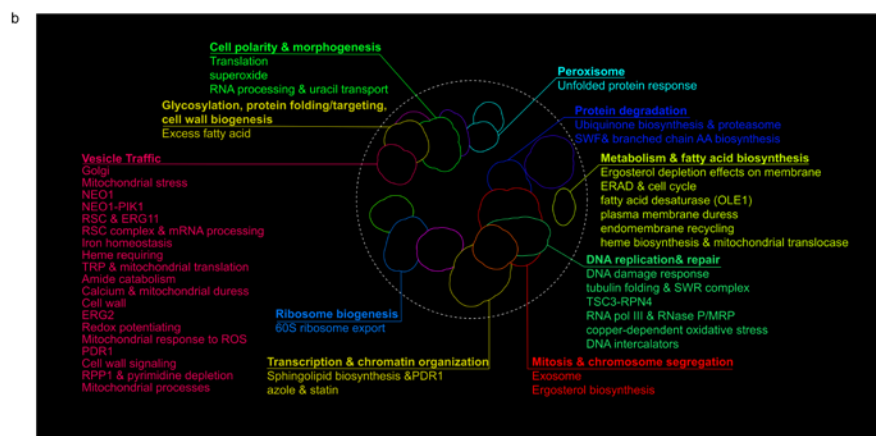 b
Cell polarity & morphogenesis
Translation
superoxide
RNA processing & uracil transport
Glycosylation, protein folding/targeting,
cell wall biogenesis
Excess fatty acid
Vesicle Traffic
Golgi
Mitochondrial stress
NEO1
NEO1-PIK1
RSC & ERG11
RSC complex & mRNA processing
Iron homeostasis
Heme requiring
TRP & mitochondrial translation
Amide catabolism
Calcium & mitochondrial duress
Cell wall
ERG2
Redox potentiating
Mitochondrial response to ROS
PDR1
Cell wall signaling
RPP1 & pyrimidine depletion
Mitochondrial processes
Ribosome biogenesis
60S ribosome export
Transcription & chromatin organization
Sphingolipid biosynthesis &PDR1
azole & statin
Peroxisome
Unfolded protein response
Protein degradation
Ubiquinone biosynthesis & proteasome
SWF& branched chain AA biosynthesis
Metabolism & fatty acid biosynthesis
Ergosterol depletion effects on membrane
ERAD & cell cycle
fatty acid desaturase (OLE1)
plasma membrane duress
endomembrane recycling
heme biosynthesis & mitochondrial translocase
DNA replication& repair
DNA damage response
tubulin folding & SWR complex
TSC3-RPN4
RNA pol III & RNase P/MRP
copper-dependent oxidative stress
DNA intercalators
Mitosis & chromosome segregation
Exosome
Ergosterol biosynthesis